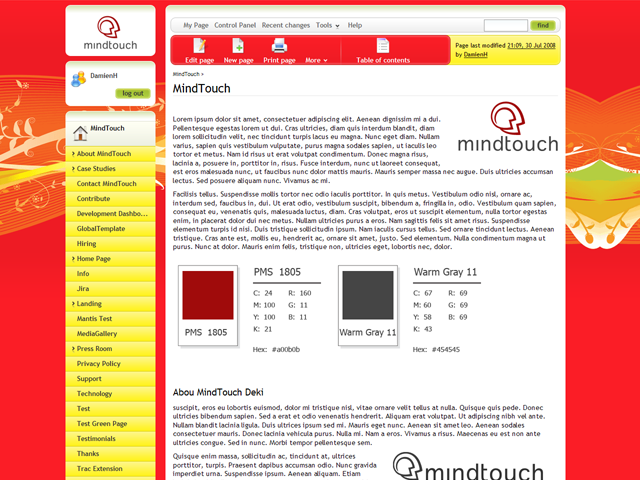 mindtouch
DamienH
log out
MindTouch
About MindTouch
Case Studies
Contact MindTouch
Contribute
Development Dashbo...
GlobalTemplate
Hiring
Home Page
Info
Jira
Landing
Mantis Test
MediaGallery
Press Room
Privacy Policy
Support
Technology
Test
Test Green Page
Testimonials
Thanks
Trac Extension
My Page Control Panel Recent changes Tools Help
find
Edit page New page Print page More Table of contents
Page last modified 21:09, 30 Jul 2008
by DamienH
MindTouch »
MindTouch
mindtouch
Lorem ipsum dolor sit amet, consectetuer adipiscing elit. Aenean dignissim mi a dui.
Pellentesque egestas lorem ut dui. Cras ultricies, diam quis interdum blandit, diam
lorem sollicitudin velit, nec tincidunt turpis lacus eu magna. Nunc eget diam. Nullam
varius, sapien quis vestibulum vulputate, purus magna sodales sapien, ut iaculis leo
tortor et metus. Nam id risus ut erat volutpat condimentum. Donec magna risus,
lacinia a, posuere in, porttitor in, risus. Fusce interdum, nunc ut laoreet consequat,
est eros malesuada nunc, ut faucibus nunc dolor mattis mauris. Mauris semper massa nec augue. Duis ultricies accumsan
lectus. Sed posuere aliquam nunc. Vivamus ac mi.
Facilisis tellus. Suspendisse mollis tortor nec odio iaculis porttitor. In quis metus. Vestibulum odio nisl, ornare ac,
interdum sed, faucibus in, dui. Ut erat odio, vestibulum suscipit, bibendum a, fringilla in, odio. Vestibulum quam sapien,
consequat eu, venenatis quis, malesuada luctus, diam. Cras volutpat, eros ut suscipit elementum, nulla tortor egestas
enim, in placerat dolor dui nec metus. Nullam ultricies purus a eros. Nam sagittis felis sit amet risus. Suspendisse
elementum turpis id nisi. Duis tristique sollicitudin ipsum. Nam iaculis cursus tellus. Sed ornare tincidunt lectus. Aenean
tristique. Cras ante est, mollis eu, hendrerit ac, ornare sit amet, justo. Sed elementum. Nulla condimentum magna ut
purus. Nunc at dolor. Mauris enim felis, tristique non, ultricies eget, lobortis nec, dolor.
PMS 1805
PMS 1805
C: 24 R: 160
M: 100 G: 11
Y: 100 B: 11
K: 21
Hex: #a00b0b
Warm Gray 11
Warm Gray 11
C: 67 R: 69
M: 60 G: 69
Y: 58 B: 69
K: 43
Hex: #454545
Abou MindTouch Deki
suscipit, eros eu lobortis euismod, dolor mi tristique nisl, vitae ornare velit tellus at nulla. Quisque quis pede. Donec
ultricies bibendum sapien. Sed a erat et odio venenatis hendrerit. Aliquam erat volutpat. Ut adipiscing nibh vel ante.
Nullam blandit lacinia ligula. Duis ultrices ipsum sed mi. Mauris eget nunc. Aenean sit amet leo. Aenean sodales
consectetuer mauris. Donec lacinia vehicula purus. Nulla mi. Nam a eros. Vivamus a risus. Maecenas eu est non ante
ultricies congue. Sed in nunc. Morbi tempor pellentesque sem.
Quisque enim massa, sollicitudin ac, tincidunt at, ultrices
porttitor, turpis. Praesent dapibus accumsan odio. Nunc gravida
imperdiet urna. Suspendisse ipsum. Aenean aliquam. Etiam
mindtouch